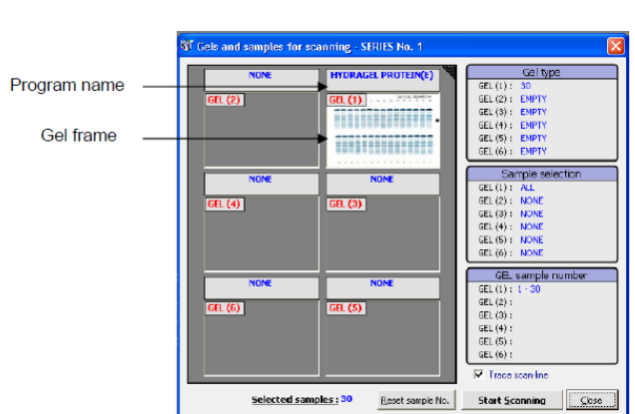 Gels and samples for scanning - SERIES No. 1
Program name
Gel frame
NONE
HYDRAGEL PROTEIN(E)
GEL (2)
GEL (1)
NONE
NONE
GEL (4)
GEL (3)
NONE
NONE
GEL (6)
GEL (5)
Gel type
GEL (1) : 30
GEL (2) : EMPTY
GEL (3) : EMPTY
GEL (4) : EMPTY
GEL (5) : EMPTY
GEL (6) : EMPTY
Sample selection
GEL (1) : ALL
GEL (2) : NONE
GEL (3) : NONE
GEL (4) : NONE
GEL (5) : NONE
GEL (6) : NONE
GEL sample number
GEL (1) : 1 - 30
GEL (2) :
GEL (3) :
GEL (4) :
GEL (5) :
GEL (6) :
Trace scan line
Selected samples : 30
Reset sample No.
Start Scanning
Close